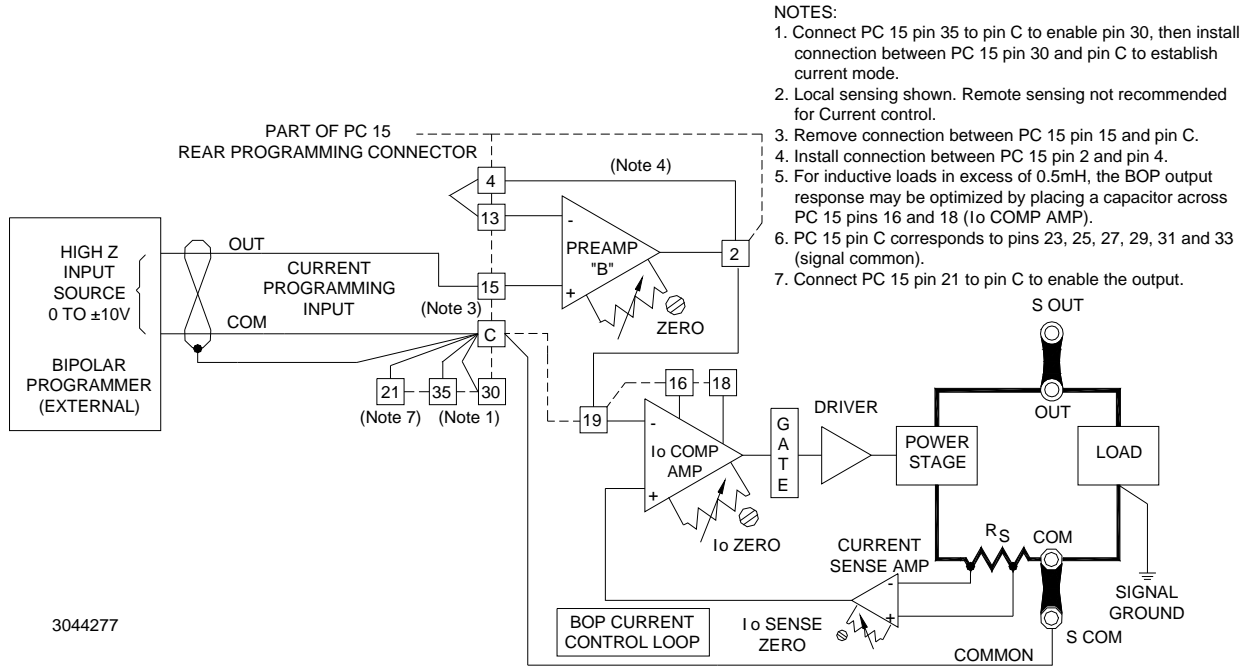 NOTES:
1. Connect PC 15 pin 35 to pin C to enable pin 30, then install
connection between PC 15 pin 30 and pin C to establish
current mode.
2. Local sensing shown. Remote sensing not recommended
for Current control.
3. Remove connection between PC 15 pin 15 and pin C.
4. Install connection between PC 15 pin 2 and pin 4.
5. For inductive loads in excess of 0.5mH, the BOP output
response may be optimized by placing a capacitor across
PC 15 pins 16 and 18 (Io COMP AMP).
6. PC 15 pin C corresponds to pins 23, 25, 27, 29, 31 and 33
(signal common).
7. Connect PC 15 pin 21 to pin C to enable the output.
PART OF PC 15
REAR PROGRAMMING CONNECTOR
(Note 4)
4
13
-
PREAMP
"B"
+
2
15
(Note 3)
ZERO
HIGH Z
INPUT
SOURCE
0 TO ±10V
BIPOLAR
PROGRAMMER
(EXTERNAL)
OUT
CURRENT
PROGRAMMING
INPUT
COM
C
21
35
30
(Note 7)
(Note 1)
19
16
18
-
Io COMP
AMP
+
Io ZERO
GATE
DRIVER
POWER
STAGE
S OUT
OUT
LOAD
RS
COM
CURRENT
SENSE AMP
-
+
Io SENSE
ZERO
SIGNAL
GROUND
S COM
COMMON
BOP CURRENT
CONTROL LOOP
3044277